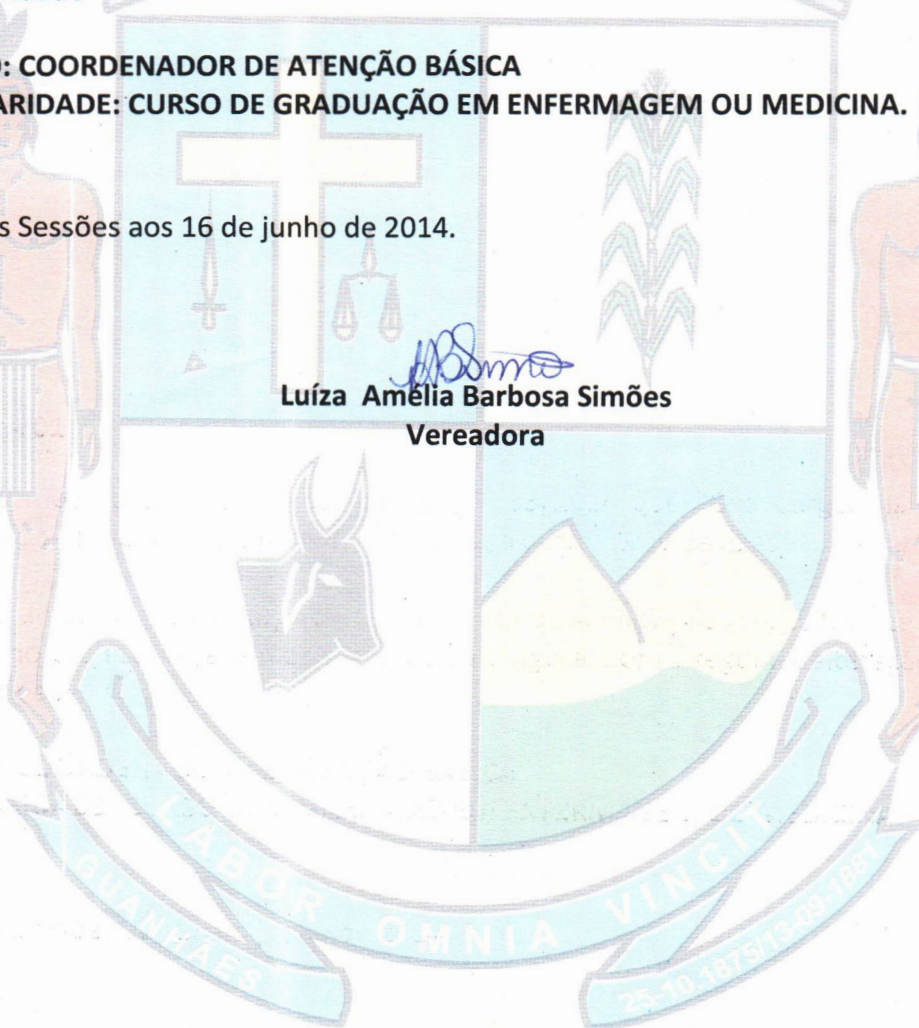 : COORDENADOR DE ATENÇÃO BÁSICA
ARIDADE: CURSO DE GRADUAÇÃO EM ENFERMAGEM OU MEDICINA.
s Sessões aos 16 de junho de 2014.
Luíza Amélia Barbosa Simões
Vereadora
LABOR OMNIA VINCIT
GUANHÃES
25-10.1875/13-09-1881